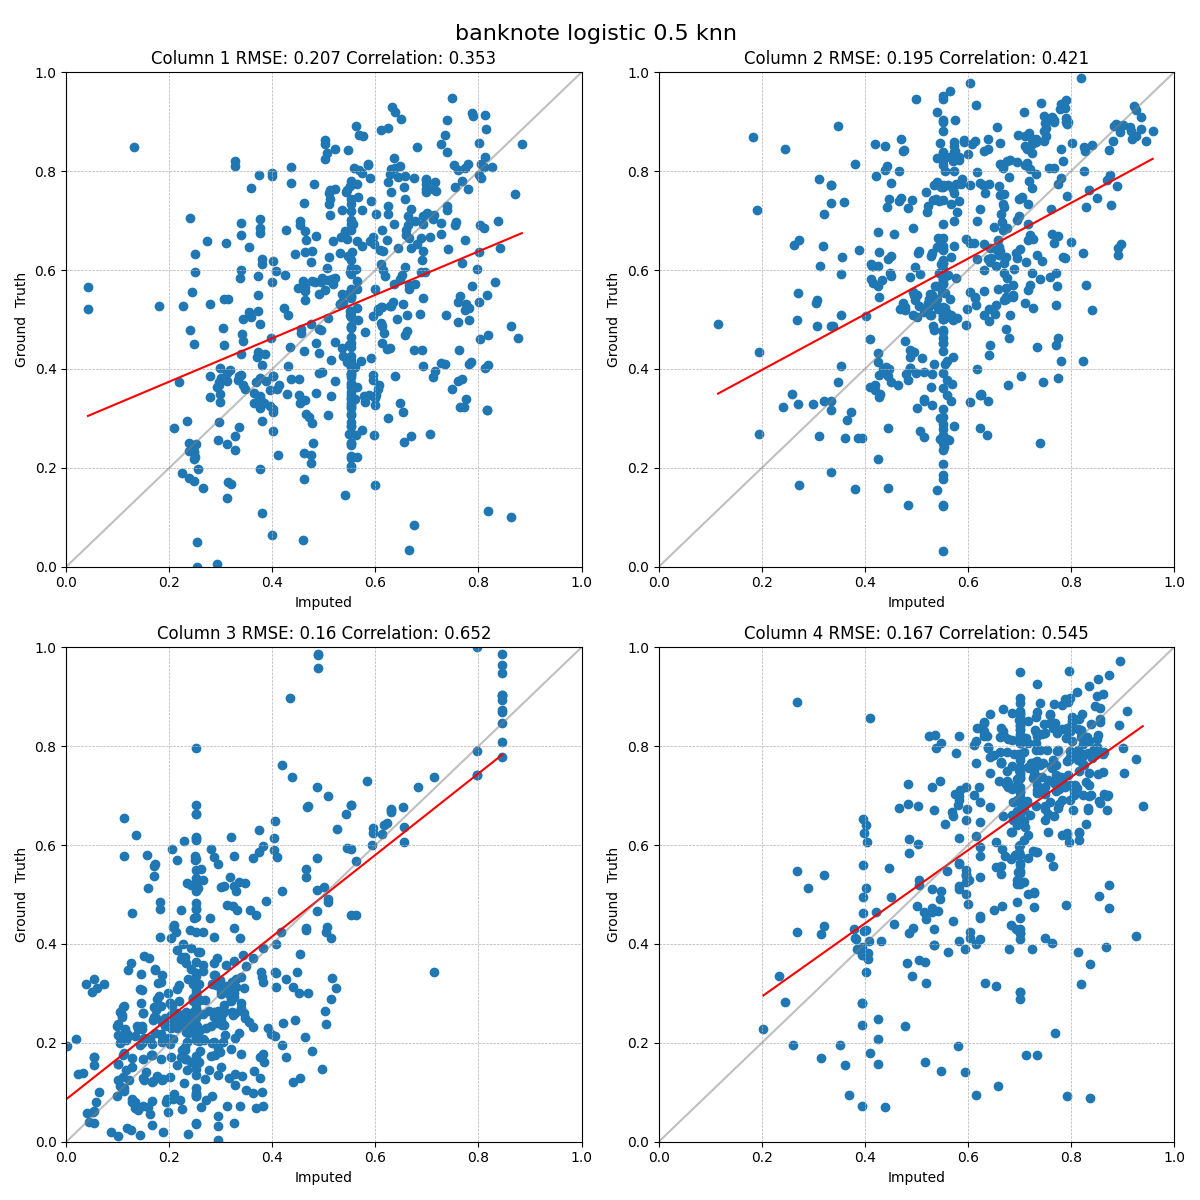 banknote logistic 0.5 knn
Column 1 RMSE: 0.207 Correlation: 0.353
1.0
0.8
0.6
0.4
0.2
0.0
Ground Truth
0.0 0.2 0.4 0.6 0.8 1.0
Imputed
Column 2 RMSE: 0.195 Correlation: 0.421
1.0
0.8
0.6
0.4
0.2
0.0
Ground Truth
0.0 0.2 0.4 0.6 0.8 1.0
Imputed
Column 3 RMSE: 0.16 Correlation: 0.652
1.0
0.8
0.6
0.4
0.2
0.0
Ground Truth
0.0 0.2 0.4 0.6 0.8 1.0
Imputed
Column 4 RMSE: 0.167 Correlation: 0.545
1.0
0.8
0.6
0.4
0.2
0.0
Ground Truth
0.0 0.2 0.4 0.6 0.8 1.0
Imputed